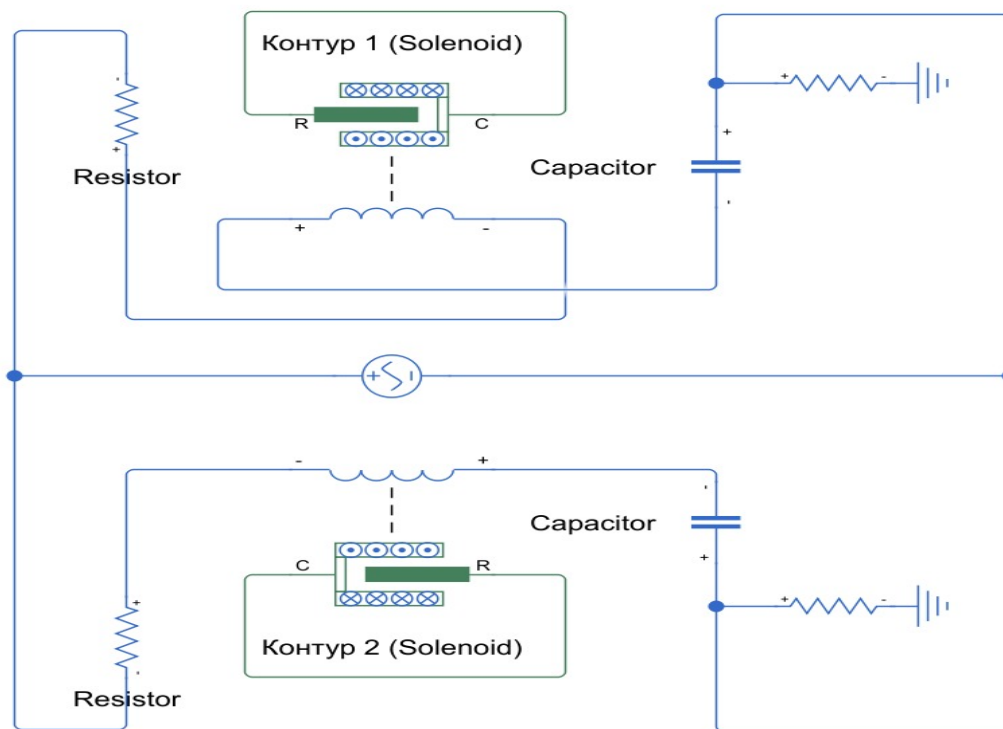 Контур 1 (Solenoid)
R
C
Resistor
Capacitor
+
-
+
-
+
-
+
-
+
-
-
+
-
+
Capacitor
C
R
+
-
+
-
Контур 2 (Solenoid)
Resistor